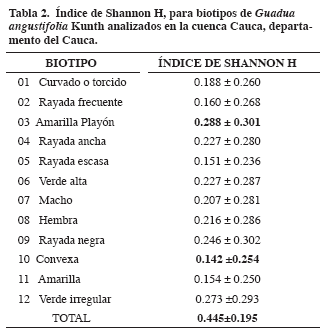 Tabla 2. Índice de Shannon H, para biotipos de Guadua
angustifolia Kunth analizados en la cuenca Cauca, departa-
mento del Cauca.
BIOTIPO ÍNDICE DE SHANNON H
01 Curvado o torcido 0.188 ± 0.260
02 Rayada frecuente 0.160 ± 0.268
03 Amarilla Playón 0.288 ± 0.301
04 Rayada ancha 0.227 ± 0.280
05 Rayada escasa 0.151 ± 0.236
06 Verde alta 0.227 ± 0.287
07 Macho 0.207 ± 0.281
08 Hembra 0.216 ± 0.286
09 Rayada negra 0.246 ± 0.302
10 Convexa 0.142 ±0.254
11 Amarilla 0.154 ± 0.250
12 Verde irregular 0.273 ±0.293
TOTAL 0.445±0.195